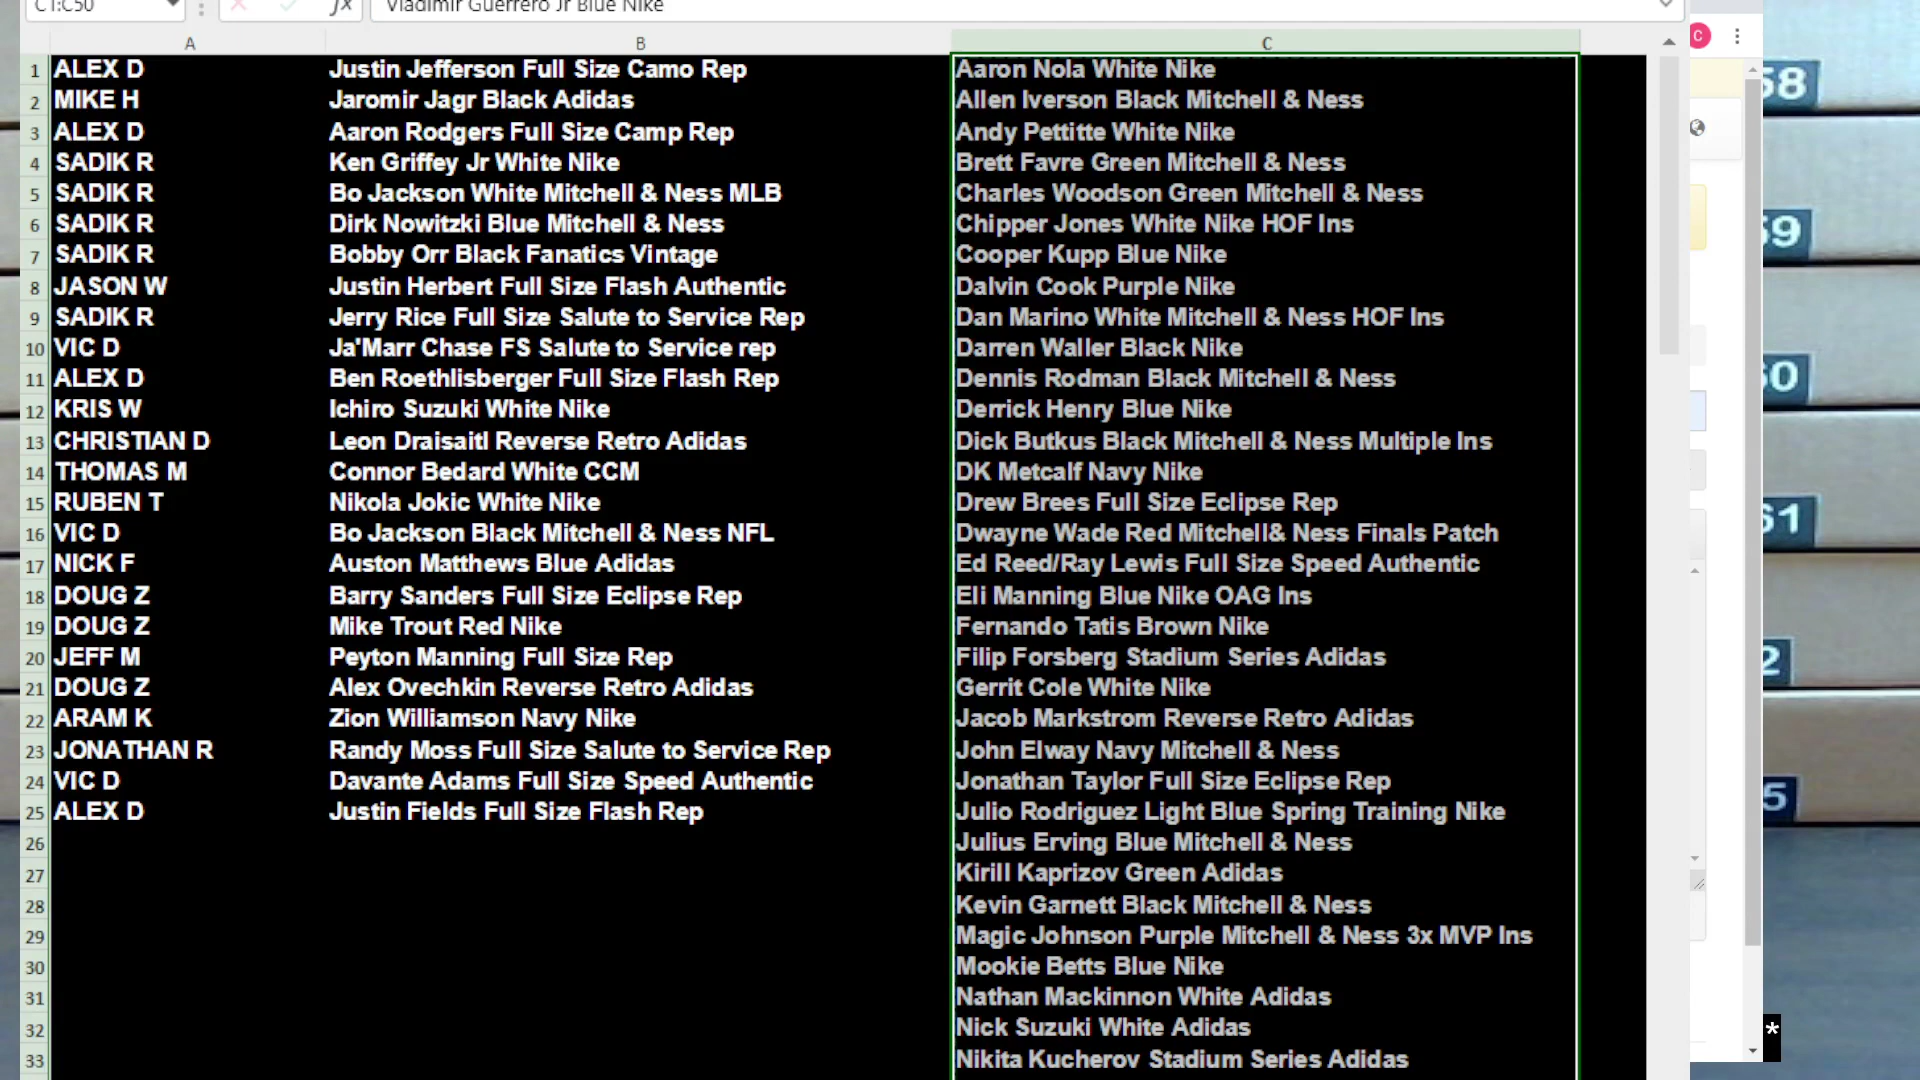 C1:C50 fx Vladimir Guerrero Jr Blue Nike
A B C
1 ALEX D Justin Jefferson Full Size Camo Rep Aaron Nola White Nike
2 MIKE H Jaromir Jagr Black Adidas Allen Iverson Black Mitchell & Ness
3 ALEX D Aaron Rodgers Full Size Camp Rep Andy Pettitte White Nike
4 SADIK R Ken Griffey Jr White Nike Brett Favre Green Mitchell & Ness
5 SADIK R Bo Jackson White Mitchell & Ness MLB Charles Woodson Green Mitchell & Ness
6 SADIK R Dirk Nowitzki Blue Mitchell & Ness Chipper Jones White Nike HOF Ins
7 SADIK R Bobby Orr Black Fanatics Vintage Cooper Kupp Blue Nike
8 JASON W Justin Herbert Full Size Flash Authentic Dalvin Cook Purple Nike
9 SADIK R Jerry Rice Full Size Salute to Service Rep Dan Marino White Mitchell & Ness HOF Ins
10 VIC D Ja'Marr Chase FS Salute to Service rep Darren Waller Black Nike
11 ALEX D Ben Roethlisberger Full Size Flash Rep Dennis Rodman Black Mitchell & Ness
12 KRIS W Ichiro Suzuki White Nike Derrick Henry Blue Nike
13 CHRISTIAN D Leon Draisaitl Reverse Retro Adidas Dick Butkus Black Mitchell & Ness Multiple Ins
14 THOMAS M Connor Bedard White CCM DK Metcalf Navy Nike
15 RUBEN T Nikola Jokic White Nike Drew Brees Full Size Eclipse Rep
16 VIC D Bo Jackson Black Mitchell & Ness NFL Dwayne Wade Red Mitchell& Ness Finals Patch
17 NICK F Auston Matthews Blue Adidas Ed Reed/Ray Lewis Full Size Speed Authentic
18 DOUG Z Barry Sanders Full Size Eclipse Rep Eli Manning Blue Nike OAG Ins
19 DOUG Z Mike Trout Red Nike Fernando Tatis Brown Nike
20 JEFF M Peyton Manning Full Size Rep Filip Forsberg Stadium Series Adidas
21 DOUG Z Alex Ovechkin Reverse Retro Adidas Gerrit Cole White Nike
22 ARAM K Zion Williamson Navy Nike Jacob Markstrom Reverse Retro Adidas
23 JONATHAN R Randy Moss Full Size Salute to Service Rep John Elway Navy Mitchell & Ness
24 VIC D Davante Adams Full Size Speed Authentic Jonathan Taylor Full Size Eclipse Rep
25 ALEX D Justin Fields Full Size Flash Rep Julio Rodriguez Light Blue Spring Training Nike
26 Julius Erving Blue Mitchell & Ness
27 Kirill Kaprizov Green Adidas
28 Kevin Garnett Black Mitchell & Ness
29 Magic Johnson Purple Mitchell & Ness 3x MVP Ins
30 Mookie Betts Blue Nike
31 Nathan Mackinnon White Adidas
32 Nick Suzuki White Adidas
33 Nikita Kucherov Stadium Series Adidas
C
58
59
60
61
2
5
*